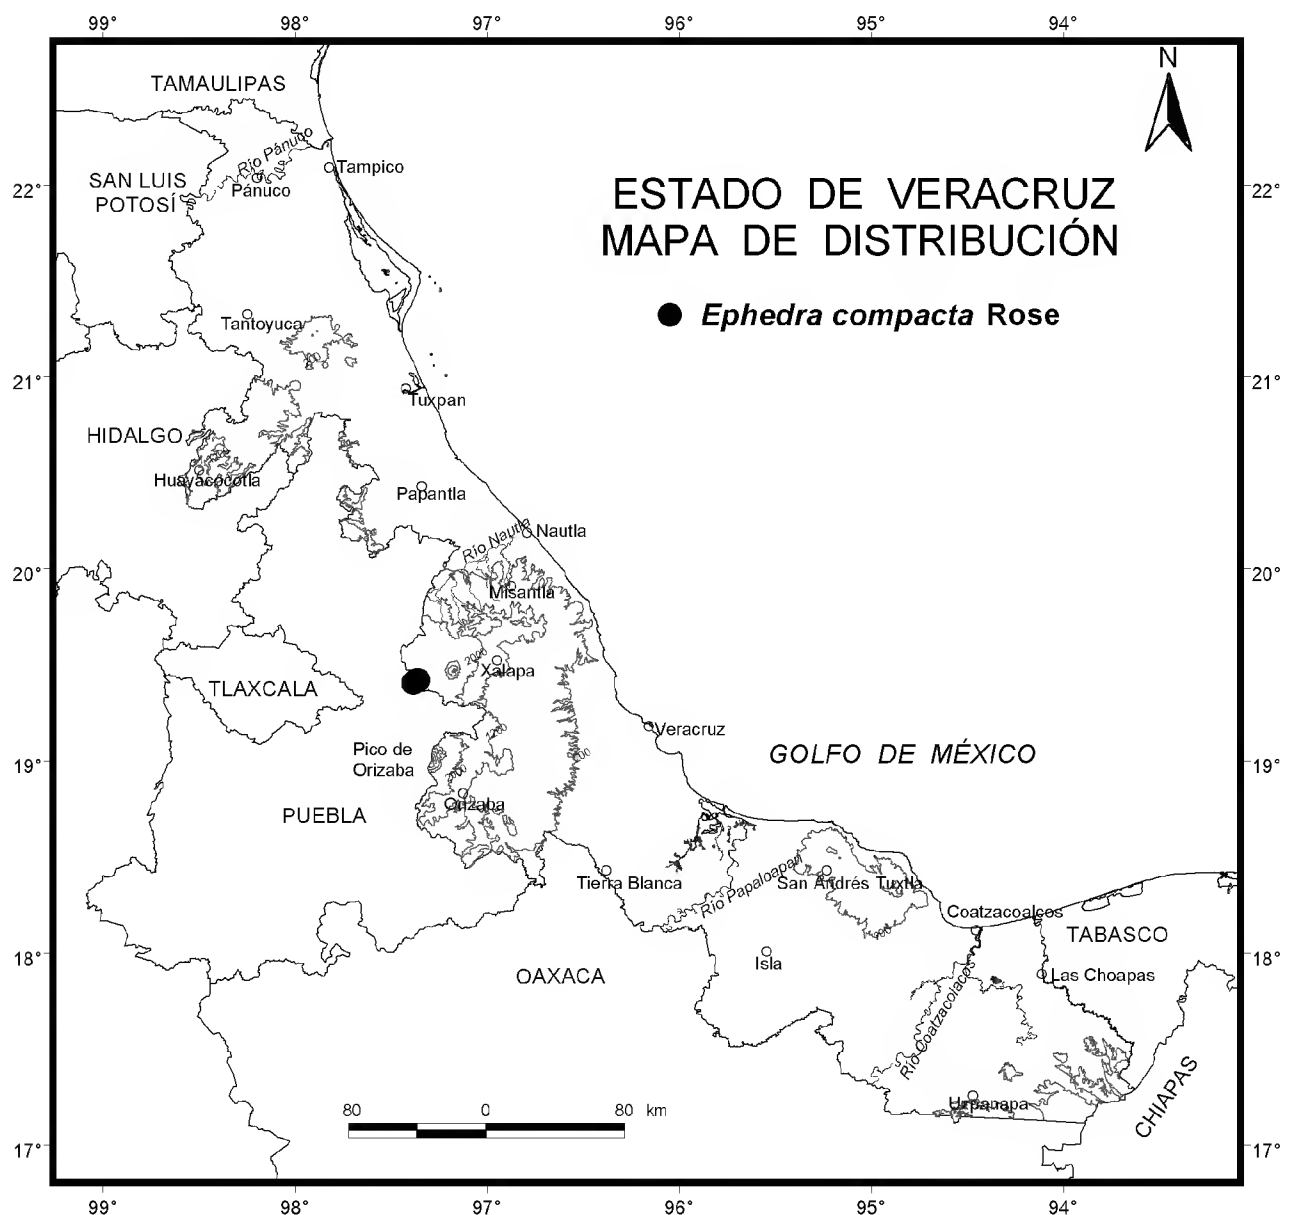 99° 98° 97° 96° 95° 94°
N
TAMAULIPAS
Río Pánuco
Tampico
SAN LUIS
POTOSÍ
Pánuco
22° 22°
ESTADO DE VERACRUZ
MAPA DE DISTRIBUCIÓN
Ephedra compacta Rose
Tantoyuca
21° 21°
Tuxpan
HIDALGO
Huayacocotla
Papantla
Río Nautla
Nautla
20° 20°
Misantla
2000
Xalapa
TLAXCALA
Veracruz
Pico de
Orizaba
GOLFO DE MÉXICO
19° 19°
Orizaba
PUEBLA
Tierra Blanca
Río Papaloapan
San Andrés Tuxtla
Coatzacoalcos
TABASCO
18° 18°
Isla
OAXACA
Las Choapas
Río Coatzacolacos
CHIAPAS
Uxpanapa
80 0 80 km
17° 17°
99° 98° 97° 96° 95° 94°